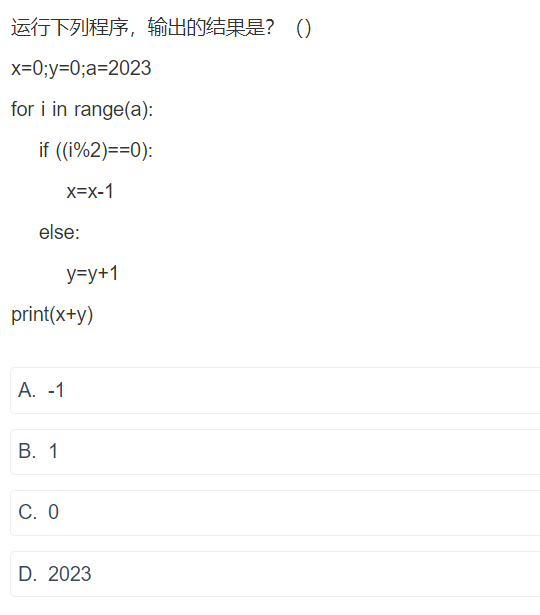 运行下列程序，输出的结果是？（）
x=0;y=0;a=2023
for i in range(a):
if ((i%2)==0):
x=x-1
else:
y=y+1
print(x+y)
A. -1
B. 1
C. 0
D. 2023